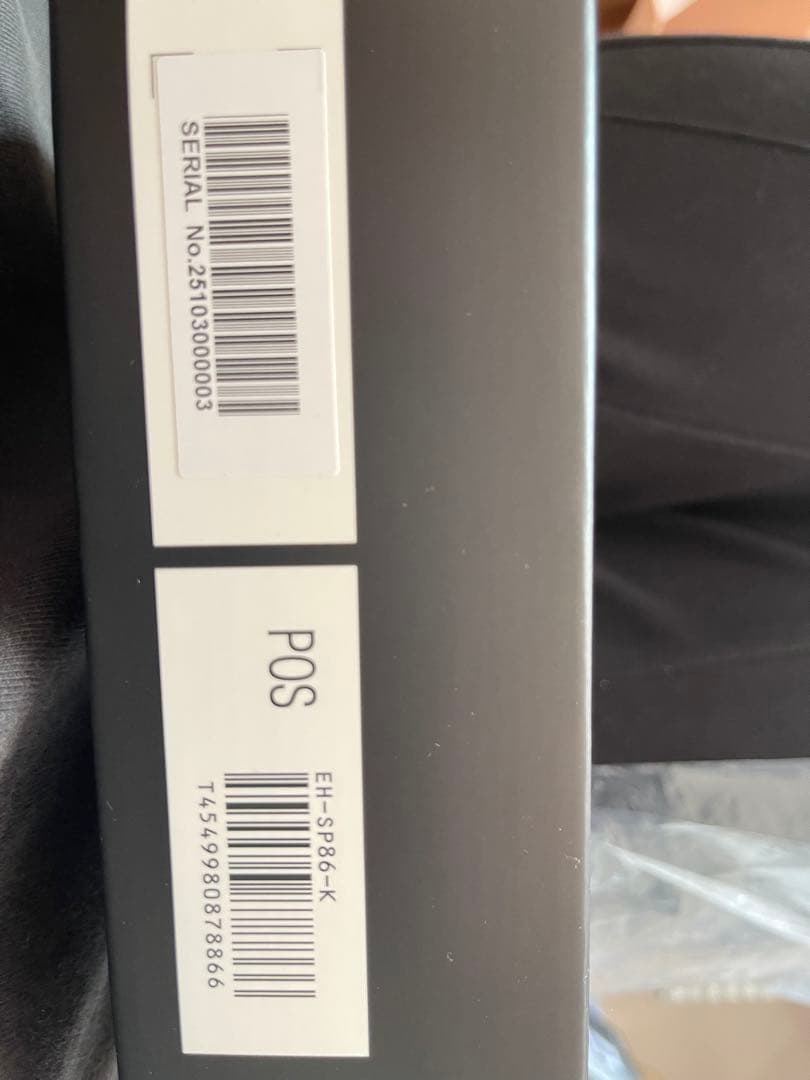 SERIAL No.25103000003
POS
EH-SP86-K
T4549980878866